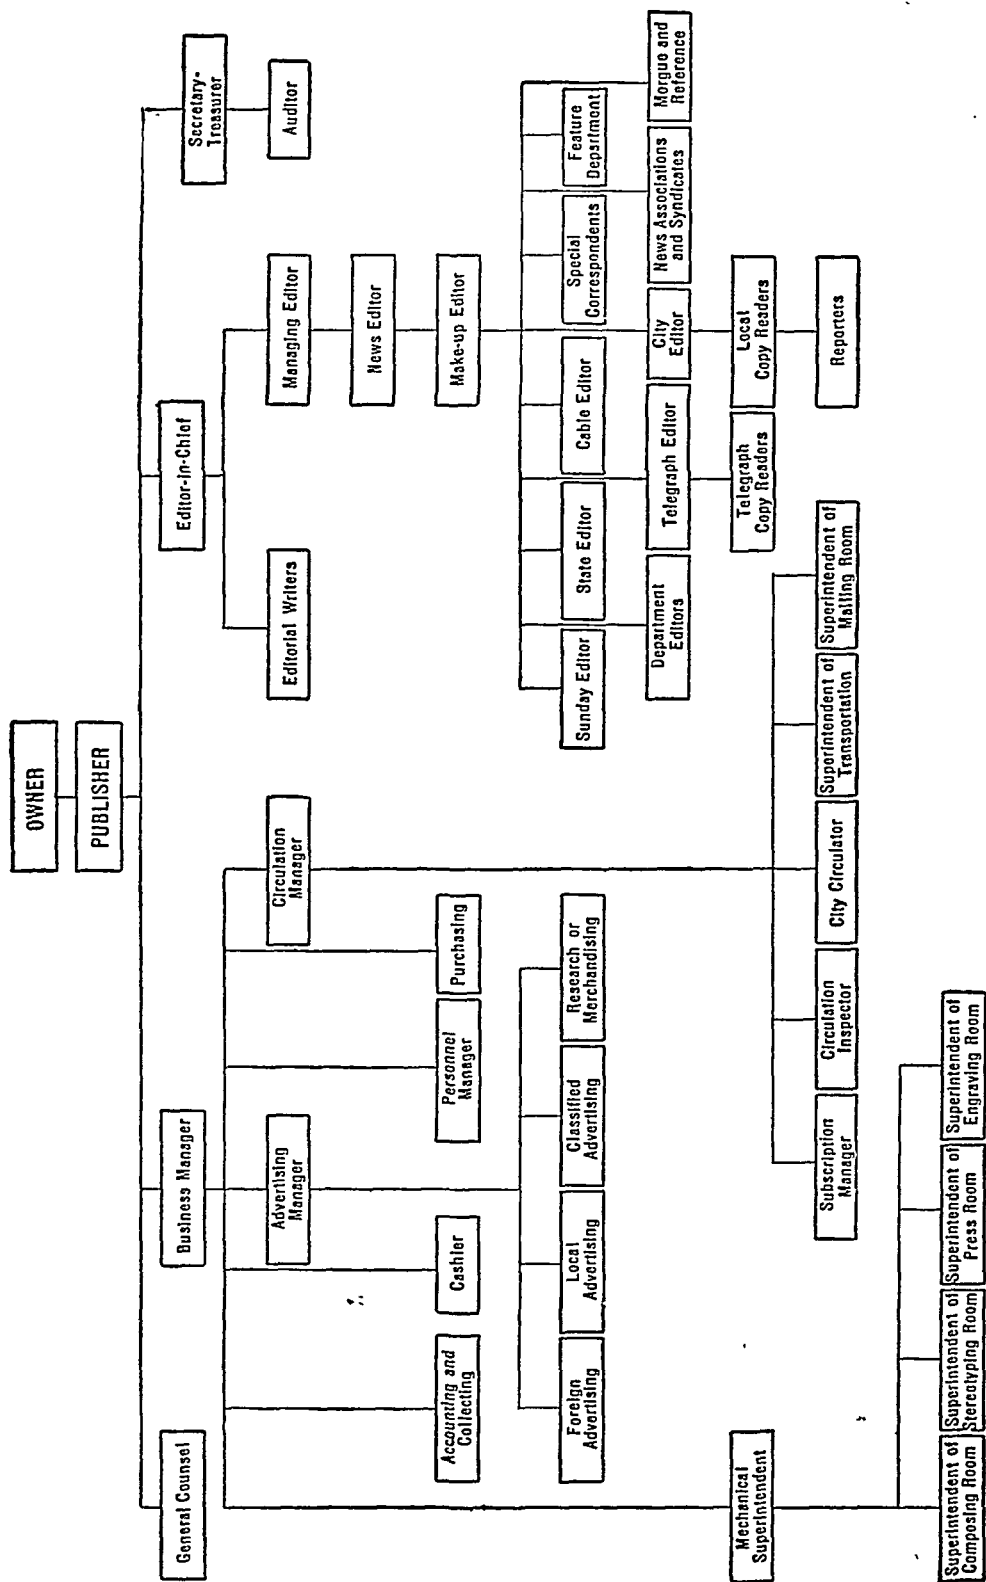 OWNER
PUBLISHER
General Counsel
Business Manager
Editor-in-Chief
Secretary-
Treasurer
Advertising
Manager
Circulation
Manager
Editorial Writers
Managing Editor
Auditor
News Editor
Accounting and
Collecting
Cashier
Personnel
Manager
Purchasing
Make-up Editor
Foreign
Advertising
Local
Advertising
Classified
Advertising
Research or
Merchandising
Sunday Editor
State Editor
Cable Editor
Special
Correspondents
Feature
Department
Department
Editors
Telegraph Editor
City
Editor
News Associations
and Syndicates
Morgue and
Reference
Mechanical
Superintendent
Telegraph
Copy Readers
Local
Copy Readers
Subscription
Manager
Circulation
Inspector
City Circulator
Superintendent of
Transportation
Superintendent of
Mailing Room
Reporters
Superintendent of
Composing Room
Superintendent of
Stereotyping Room
Superintendent of
Press Room
Superintendent of
Engraving Room